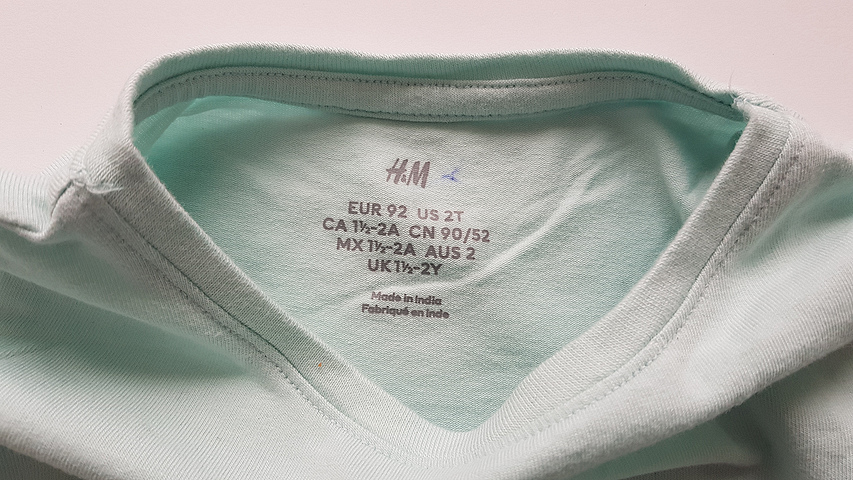 H&M
EUR 92 US 2T
CA 1½-2A CN 90/52
MX 1½-2A AUS 2
UK 1½-2Y
Made in India
Fabriqué en Inde